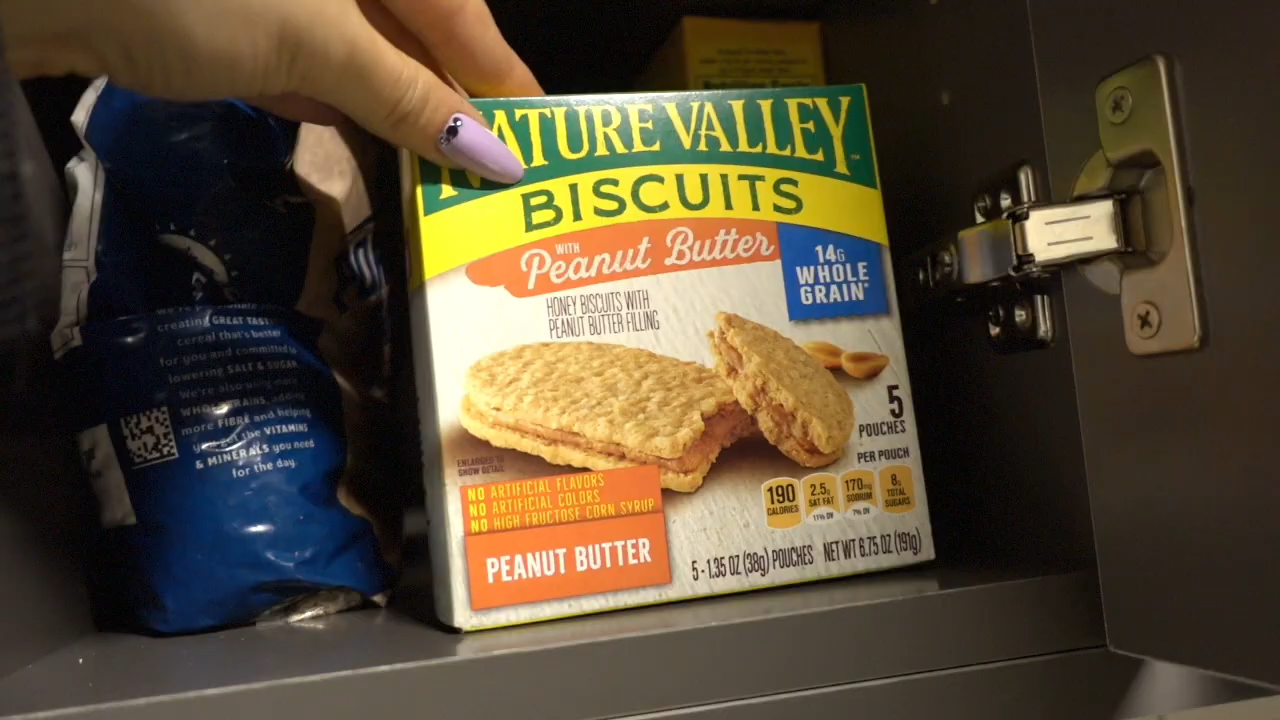 NATURE VALLEY
BISCUITS
WITH
Peanut Butter
14G
WHOLE
GRAIN*
HONEY BISCUITS WITH
PEANUT BUTTER FILLING
5
POUCHES
PER POUCH
190
CALORIES
2.5g
SAT FAT
11% DV
170mg
SODIUM
7% DV
8g
TOTAL
SUGARS
ENLARGED TO
SHOW DETAIL
NO ARTIFICIAL FLAVORS
NO ARTIFICIAL COLORS
NO HIGH FRUCTOSE CORN SYRUP
PEANUT BUTTER
5 - 1.35 OZ (38g) POUCHES NET WT 6.75 OZ (191g)
creating GREAT TASTING
cereal that's better
for you and committed to
lowering SALT & SUGAR.
We're also using more
WHOLE GRAINS, adding
more FIBRE and helping
you get the VITAMINS
& MINERALS you need
for the day.